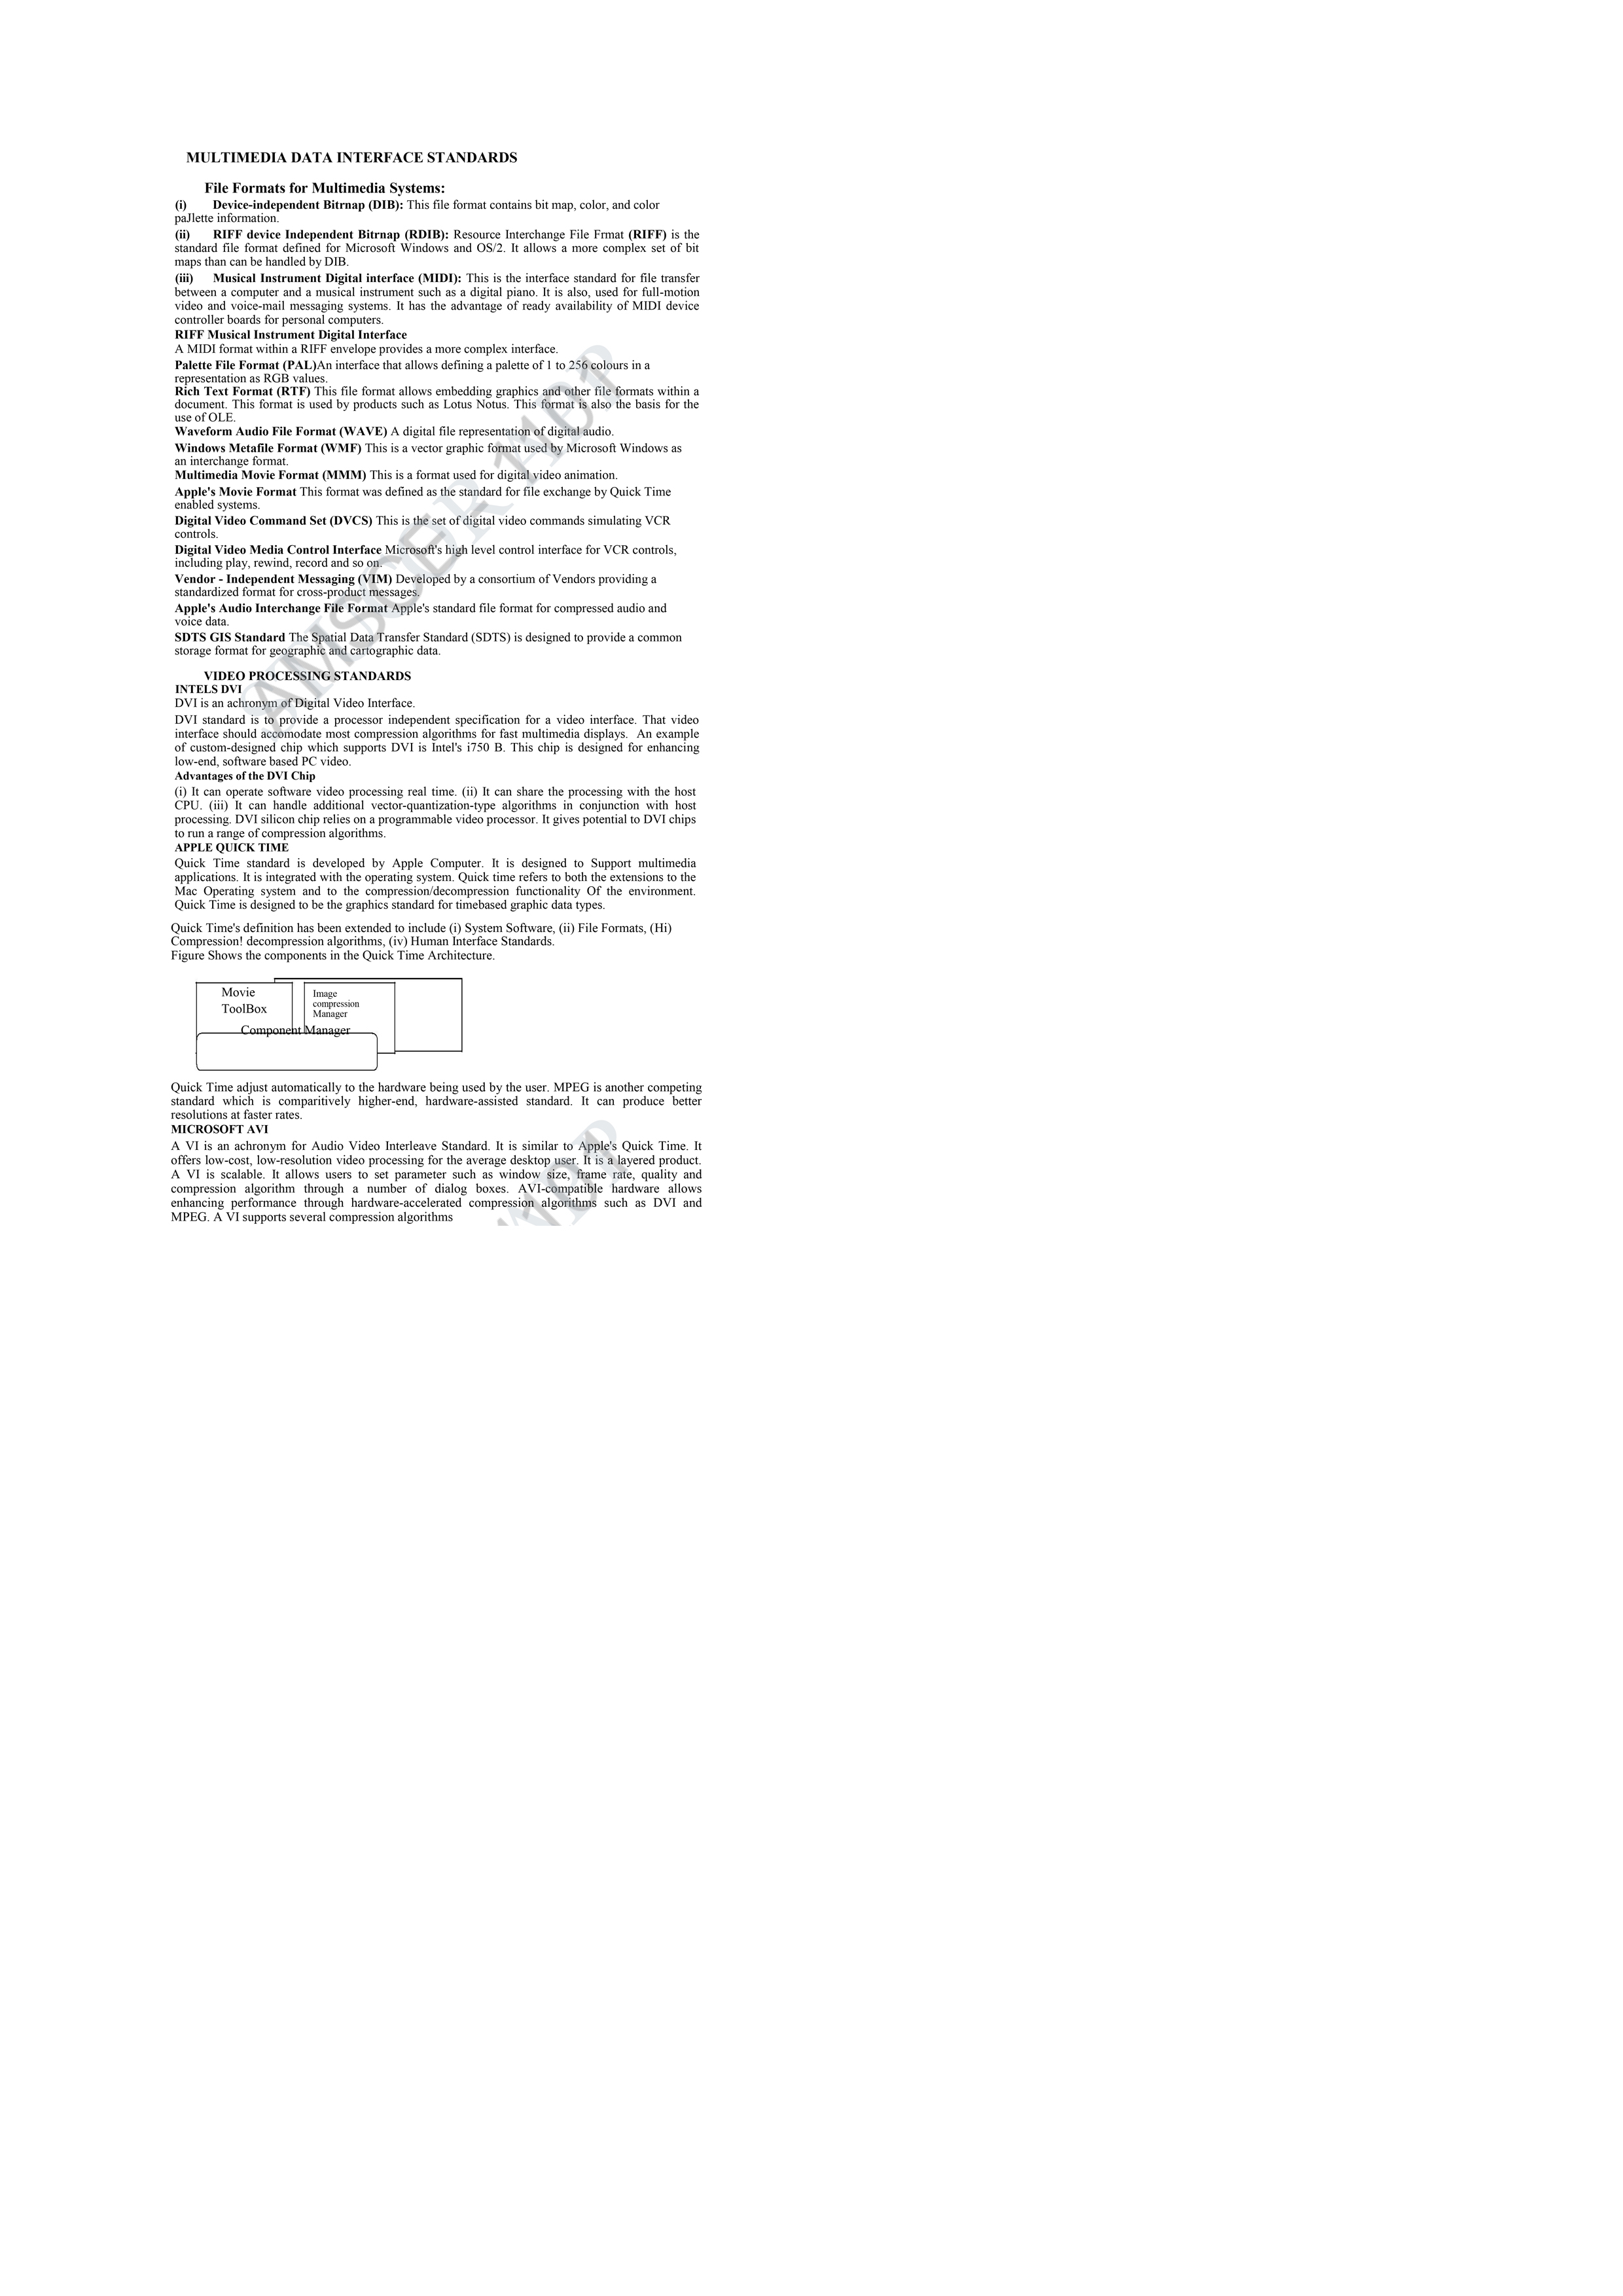 MULTIMEDIA DATA INTERFACE STANDARDS
File Formats for Multimedia Systems:
(i) Device-independent Bitrnap (DIB): This file format contains bit map, color, and color
paJlette information.
(ii) RIFF device Independent Bitrnap (RDIB): Resource Interchange File Frmat (RIFF) is the
standard file format defined for Microsoft Windows and OS/2. It allows a more complex set of bit
maps than can be handled by DIB.
(iii) Musical Instrument Digital interface (MIDI): This is the interface standard for file transfer
between a computer and a musical instrument such as a digital piano. It is also, used for full-motion
video and voice-mail messaging systems. It has the advantage of ready availability of MIDI device
controller boards for personal computers.
RIFF Musical Instrument Digital Interface
A MIDI format within a RIFF envelope provides a more complex interface.
Palette File Format (PAL)An interface that allows defining a palette of 1 to 256 colours in a
representation as RGB values.
Rich Text Format (RTF) This file format allows embedding graphics and other file formats within a
document. This format is used by products such as Lotus Notus. This format is also the basis for the
use of OLE.
Waveform Audio File Format (WAVE) A digital file representation of digital audio.
Windows Metafile Format (WMF) This is a vector graphic format used by Microsoft Windows as
an interchange format.
Multimedia Movie Format (MMM) This is a format used for digital video animation.
Apple's Movie Format This format was defined as the standard for file exchange by Quick Time
enabled systems.
Digital Video Command Set (DVCS) This is the set of digital video commands simulating VCR
controls.
Digital Video Media Control Interface Microsoft's high level control interface for VCR controls,
including play, rewind, record and so on.
Vendor - Independent Messaging (VIM) Developed by a consortium of Vendors providing a
standardized format for cross-product messages.
Apple's Audio Interchange File Format Apple's standard file format for compressed audio and
voice data.
SDTS GIS Standard The Spatial Data Transfer Standard (SDTS) is designed to provide a common
storage format for geographic and cartographic data.
VIDEO PROCESSING STANDARDS
INTELS DVI
DVI is an achronym of Digital Video Interface.
DVI standard is to provide a processor independent specification for a video interface. That video
interface should accomodate most compression algorithms for fast multimedia displays. An example
of custom-designed chip which supports DVI is Intel's i750 B. This chip is designed for enhancing
low-end, software based PC video.
Advantages of the DVI Chip
(i) It can operate software video processing real time. (ii) It can share the processing with the host
CPU. (iii) It can handle additional vector-quantization-type algorithms in conjunction with host
processing. DVI silicon chip relies on a programmable video processor. It gives potential to DVI chips
to run a range of compression algorithms.
APPLE QUICK TIME
Quick Time standard is developed by Apple Computer. It is designed to Support multimedia
applications. It is integrated with the operating system. Quick time refers to both the extensions to the
Mac Operating system and to the compression/decompression functionality Of the environment.
Quick Time is designed to be the graphics standard for timebased graphic data types.
Quick Time's definition has been extended to include (i) System Software, (ii) File Formats, (Hi)
Compression! decompression algorithms, (iv) Human Interface Standards.
Figure Shows the components in the Quick Time Architecture.
Movie
ToolBox
Image
compression
Manager
Component Manager
Quick Time adjust automatically to the hardware being used by the user. MPEG is another competing
standard which is comparitively higher-end, hardware-assisted standard. It can produce better
resolutions at faster rates.
MICROSOFT AVI
A VI is an achronym for Audio Video Interleave Standard. It is similar to Apple's Quick Time. It
offers low-cost, low-resolution video processing for the average desktop user. It is a layered product.
A VI is scalable. It allows users to set parameter such as window size, frame rate, quality and
compression algorithm through a number of dialog boxes. AVI-compatible hardware allows
enhancing performance through hardware-accelerated compression algorithms such as DVI and
MPEG. A VI supports several compression algorithms